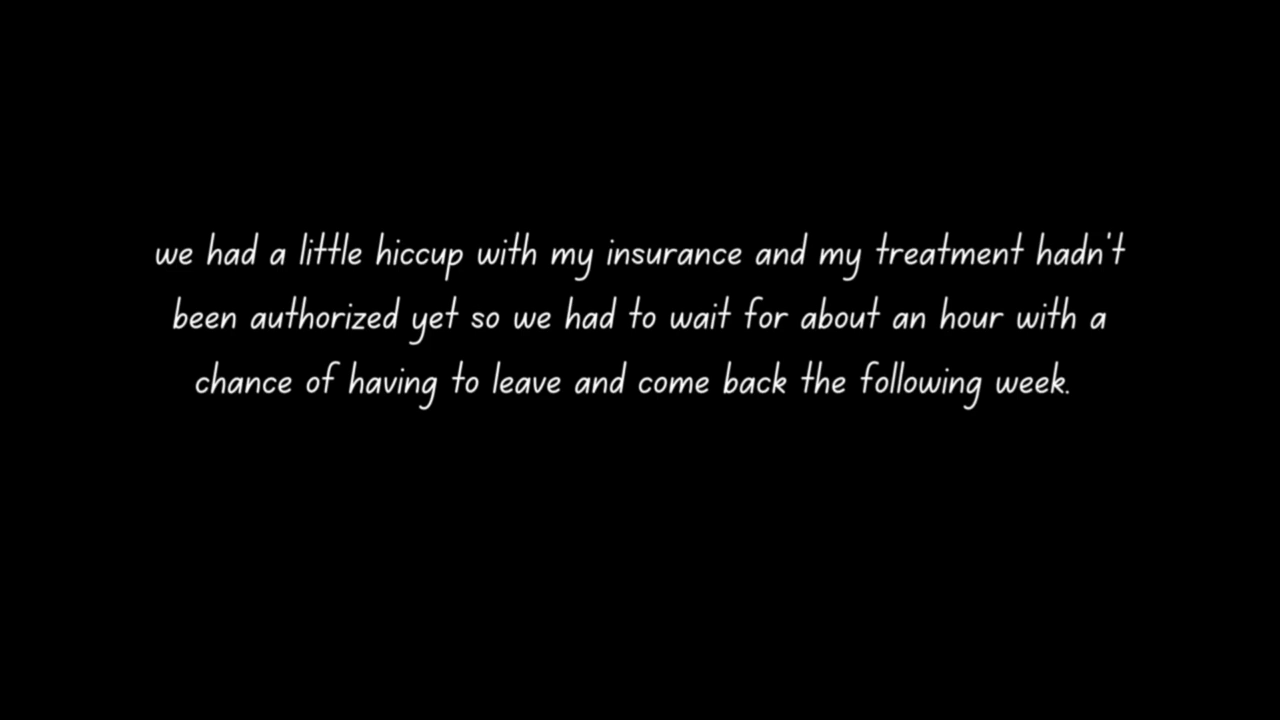 we had a little hiccup with my insurance and my treatment hadn't
been authorized yet so we had to wait for about an hour with a
chance of having to leave and come back the following week.